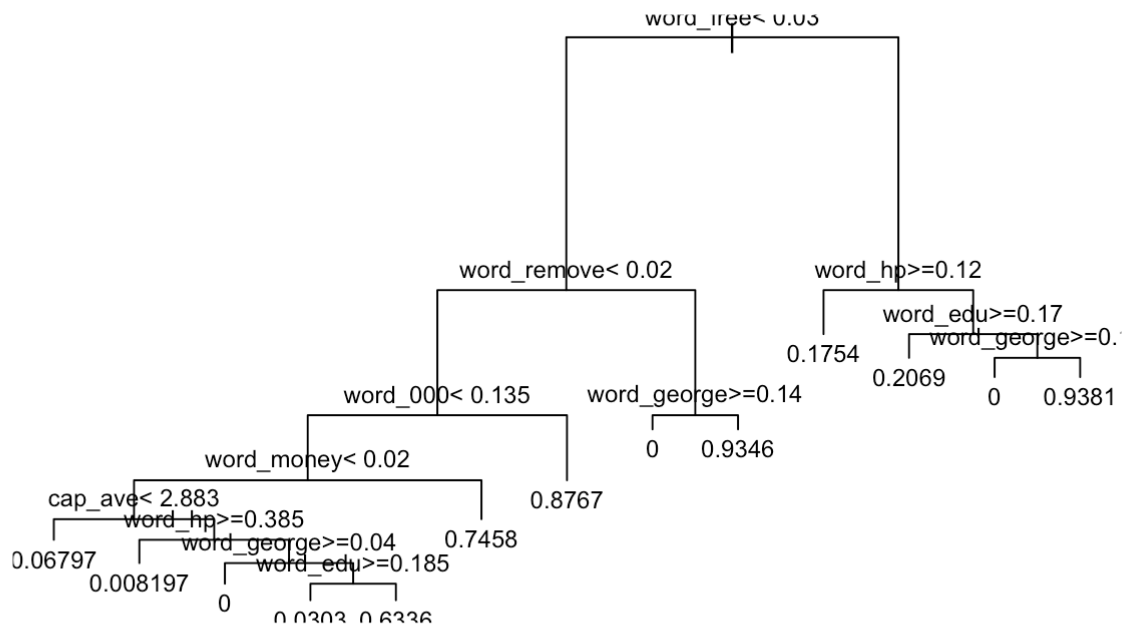 word_free< 0.03
word_remove< 0.02
word_hp>=0.12
word_edu>=0.17
word_george>=0.
0.1754
0.2069
0
0.9381
word_000< 0.135
word_george>=0.14
0
0.9346
word_money< 0.02
0.8767
cap_ave< 2.883
word_hp>=0.385
0.7458
word_george>=0.04
0.06797
word_edu>=0.185
0.008197
0
0.0303
0.6336